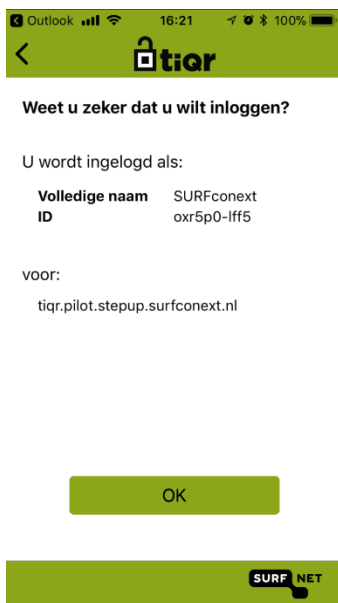 Outlook 16:21 100%
tiqr
Weet u zeker dat u wilt inloggen?
U wordt ingelogd als:
Volledige naam SURFconext
ID oxr5p0-lff5
voor:
tiqr.pilot.stepup.surfconext.nl
OK
SURF NET